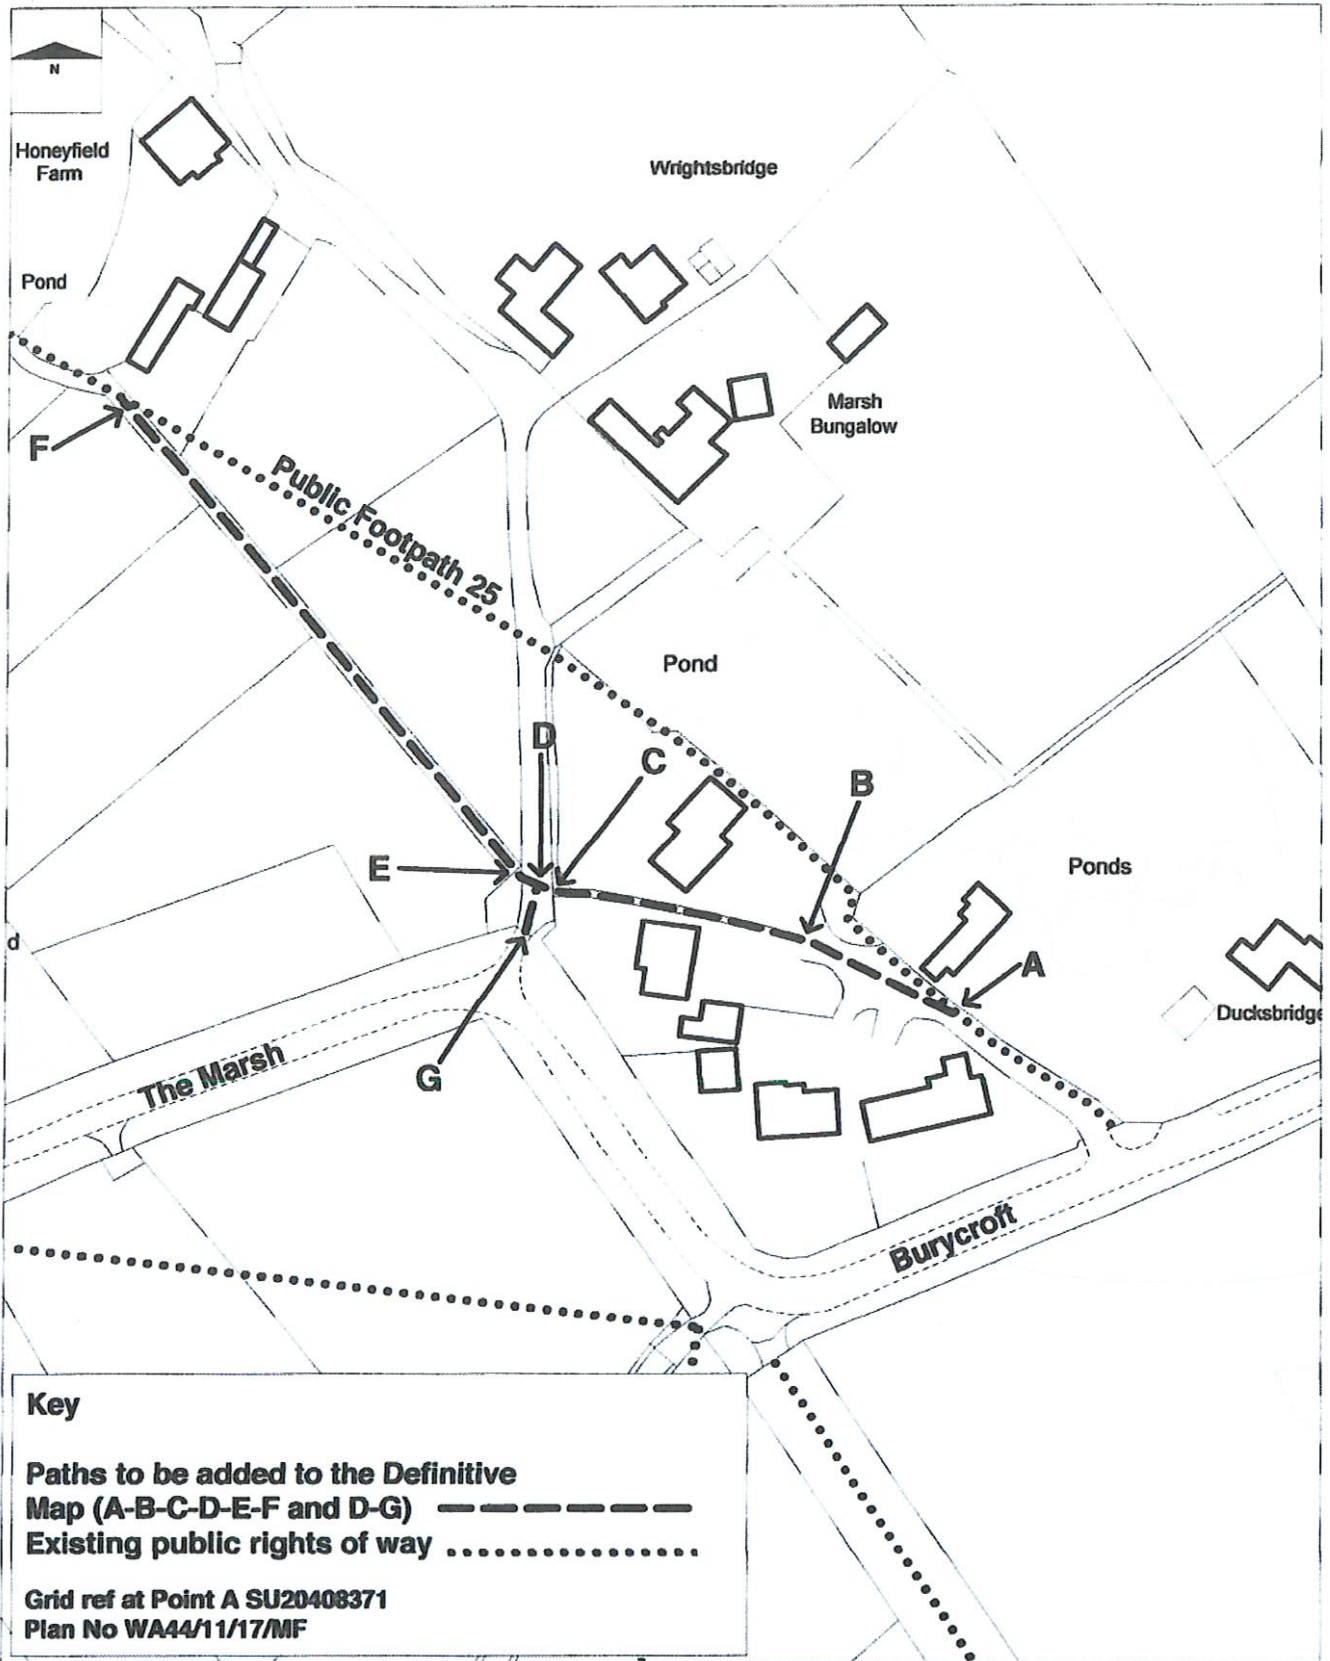 N
Honeyfield
Farm
Wrightsbridge
Pond
Marsh
Bungalow
F
Public Footpath 25
Pond
D
C
B
E
Ponds
d
A
Ducksbridge
G
The Marsh
Burycroft
Key
Paths to be added to the Definitive
Map (A-B-C-D-E-F and D-G)
Existing public rights of way
Grid ref at Point A SU20408371
Plan No WA44/11/17/MF